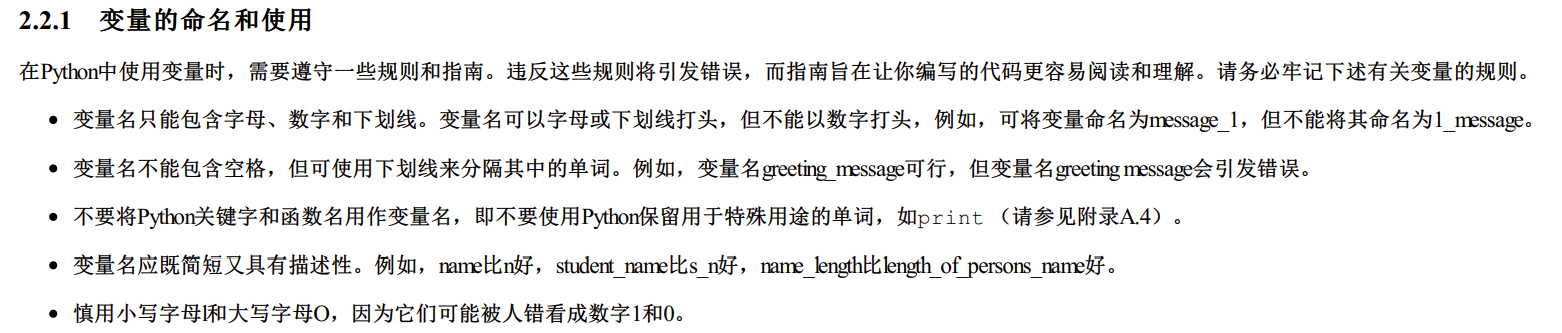 2.2.1 变量的命名和使用
在Python中使用变量时，需要遵守一些规则和指南。违反这些规则将引发错误，而指南旨在让你编写的代码更容易阅读和理解。请务必牢记下述有关变量的规则。
● 变量名只能包含字母、数字和下划线。变量名可以字母或下划线打头，但不能以数字打头，例如，可将变量命名为message_1，但不能将其命名为1_message。
● 变量名不能包含空格，但可使用下划线来分隔其中的单词。例如，变量名greeting_message可行，但变量名greeting message会引发错误。
● 不要将Python关键字和函数名用作变量名，即不要使用Python保留用于特殊用途的单词，如print （请参见附录A.4）。
● 变量名应既简短又具有描述性。例如，name比n好，student_name比s_n好，name_length比length_of_persons_name好。
● 慎用小写字母l和大写字母O，因为它们可能被人错看成数字1和0。